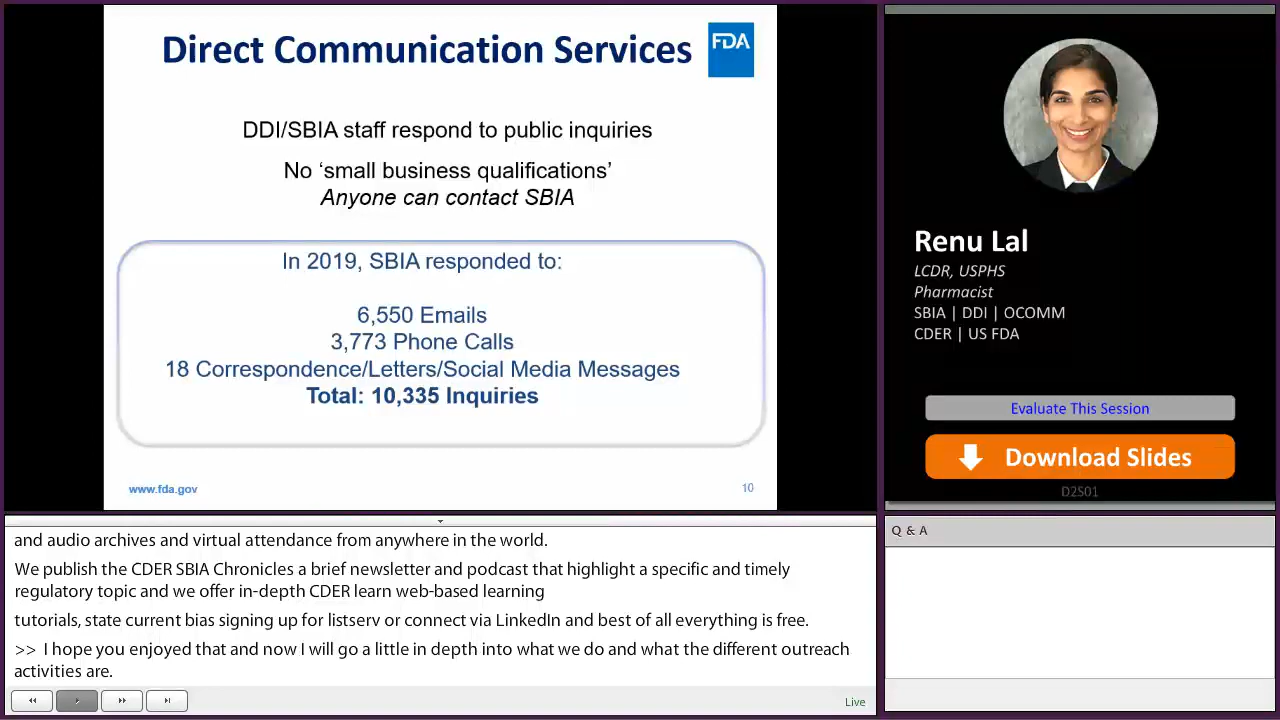 Direct Communication Services
FDA
DDI/SBIA staff respond to public inquiries
No ‘small business qualifications’
Anyone can contact SBIA
In 2019, SBIA responded to:
6,550 Emails
3,773 Phone Calls
18 Correspondence/Letters/Social Media Messages
Total: 10,335 Inquiries
www.fda.gov
10
Renu Lal
LCDR, USPHS
Pharmacist
SBIA | DDI | OCOMM
CDER | US FDA
Evaluate This Session
Download Slides
D2S01
and audio archives and virtual attendance from anywhere in the world.
We publish the CDER SBIA Chronicles a brief newsletter and podcast that highlight a specific and timely
regulatory topic and we offer in-depth CDER learn web-based learning
tutorials, state current bias signing up for listserv or connect via LinkedIn and best of all everything is free.
>> I hope you enjoyed that and now I will go a little in depth into what we do and what the different outreach
activities are.
Live
Q & A